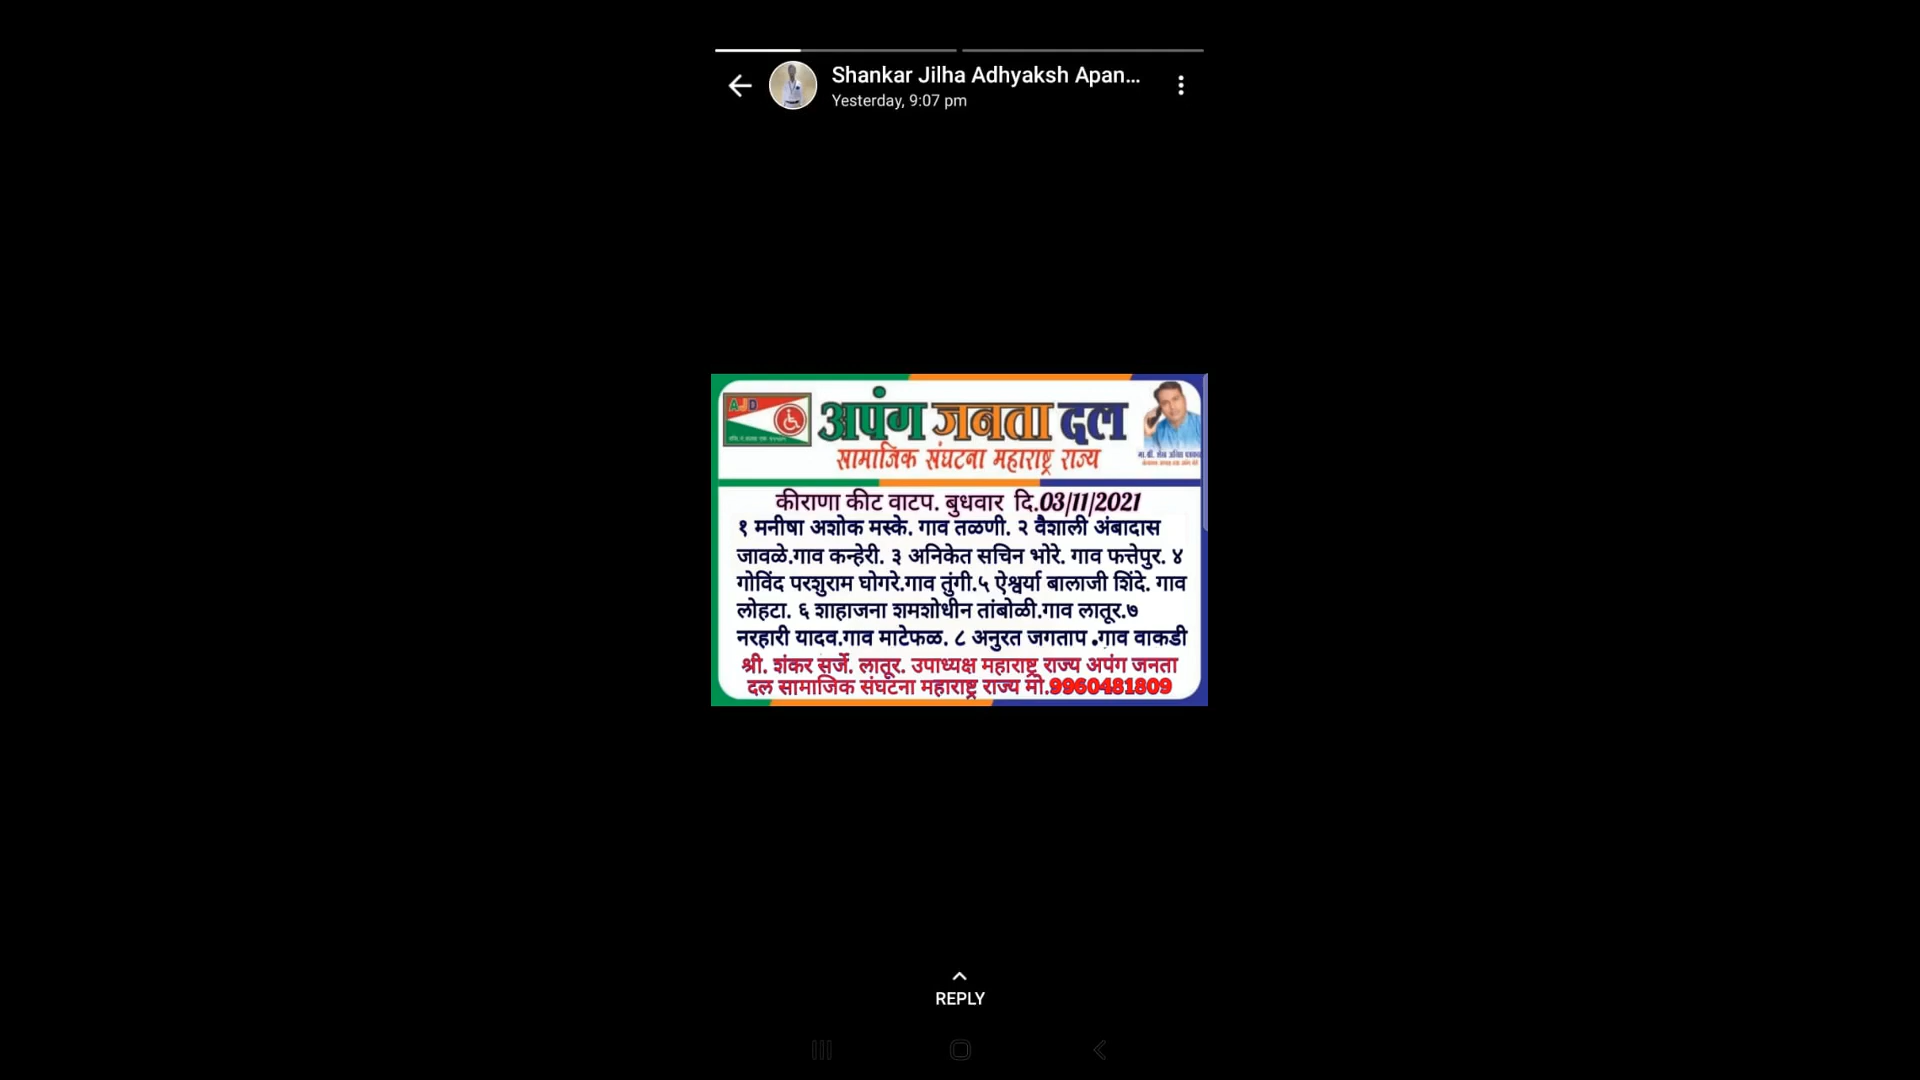 Shankar Jilha Adhyaksh Apan...
Yesterday, 9:07 pm
AJD
अपंग जनता दल
सामाजिक संघटना महाराष्ट्र राज्य
कीराणा कीट वाटप. बुधवार दि.03/11/2021
१ मनीषा अशोक मस्के. गाव तळणी. २ वैशाली अंबादास
जावळे.गाव कन्हेरी. ३ अनिकेत सचिन भोरे. गाव फत्तेपुर. ४
गोविंद परशुराम घोगरे.गाव तुंगी.५ ऐश्वर्या बालाजी शिंदे. गाव
लोहटा. ६ शाहाजना शमशोधीन तांबोळी.गाव लातूर.७
नरहारी यादव.गाव माटेफळ. ८ अनुरत जगताप .गाव वाकडी
श्री. शंकर सर्जे. लातूर. उपाध्यक्ष महाराष्ट्र राज्य अपंग जनता
दल सामाजिक संघटना महाराष्ट्र राज्य मो.9960481809
REPLY